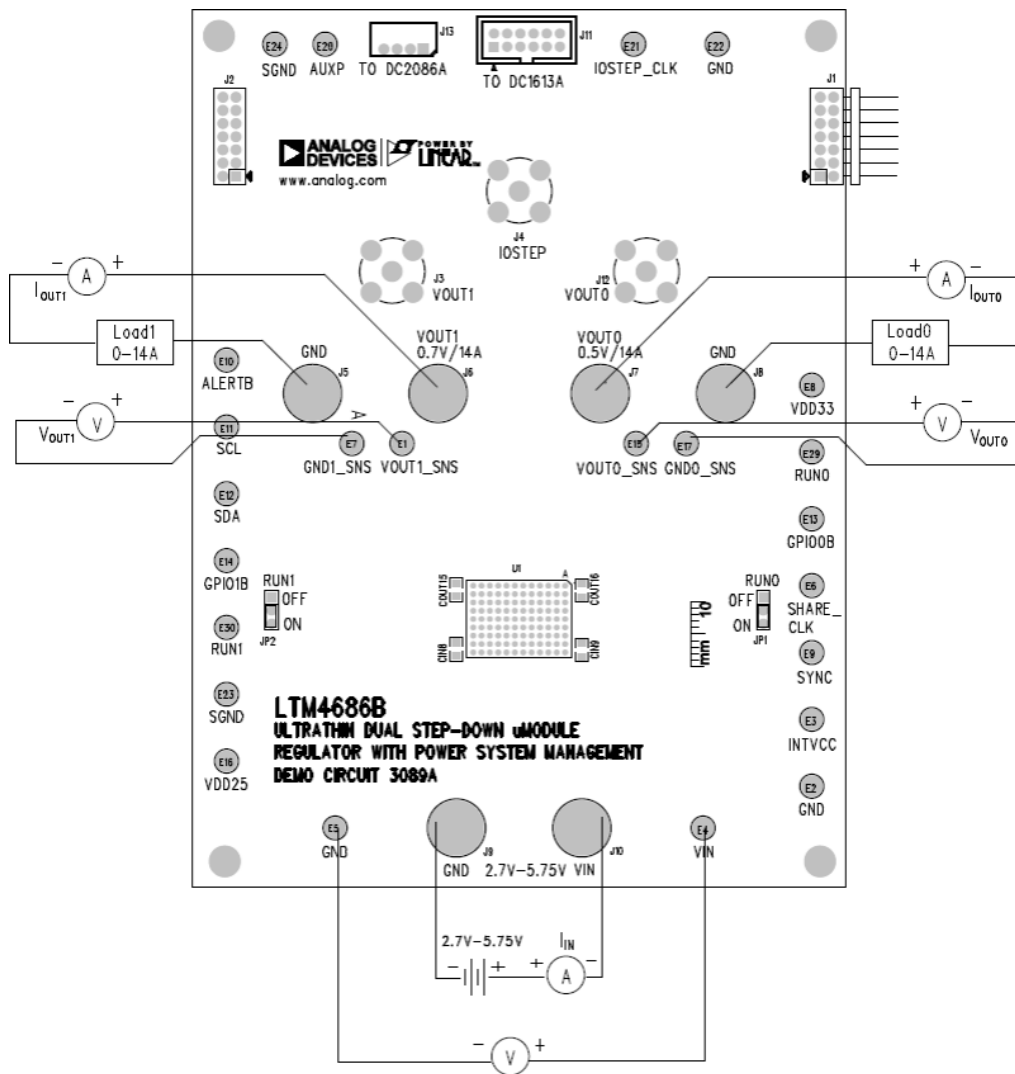 E24
SGND
E20
AUXP
J13
TO DC2086A
J11
TO DC1613A
E21
IOSTEP_CLK
E22
GND
J2
J1
ANALOG
DEVICES
POWER BY
LINEAR
www.analog.com
J4
IOSTEP
J3
VOUT1
J12
VOUT0
- A +
IOUT1
+ A -
IOUT0
Load1
0-14A
Load0
0-14A
GND
J5
VOUT1
0.7V/14A
J6
VOUT0
0.5V/14A
J7
GND
J8
E10
ALERTB
E8
VDD33
- V +
VOUT1
+ V -
VOUT0
A
E11
SCL
E7
GND1_SNS
E1
VOUT1_SNS
E15
VOUT0_SNS
E17
GND0_SNS
E29
RUN0
E12
SDA
E13
GPIO0B
E14
GPIO1B
RUN1
OFF
ON
JP2
U1
A
COUT15
COUT16
CIN8
CIN9
10
mm
RUN0
OFF
ON
JP1
E6
SHARE_
CLK
E30
RUN1
E9
SYNC
E23
SGND
E3
INTVCC
E16
VDD25
E2
GND
LTM4686B
ULTRATHIN DUAL STEP-DOWN uMODULE
REGULATOR WITH POWER SYSTEM MANAGEMENT
DEMO CIRCUIT 3089A
E5
GND
J9
J10
E4
VIN
GND 2.7V-5.75V VIN
2.7V-5.75V
IIN
- + + A -
- V +